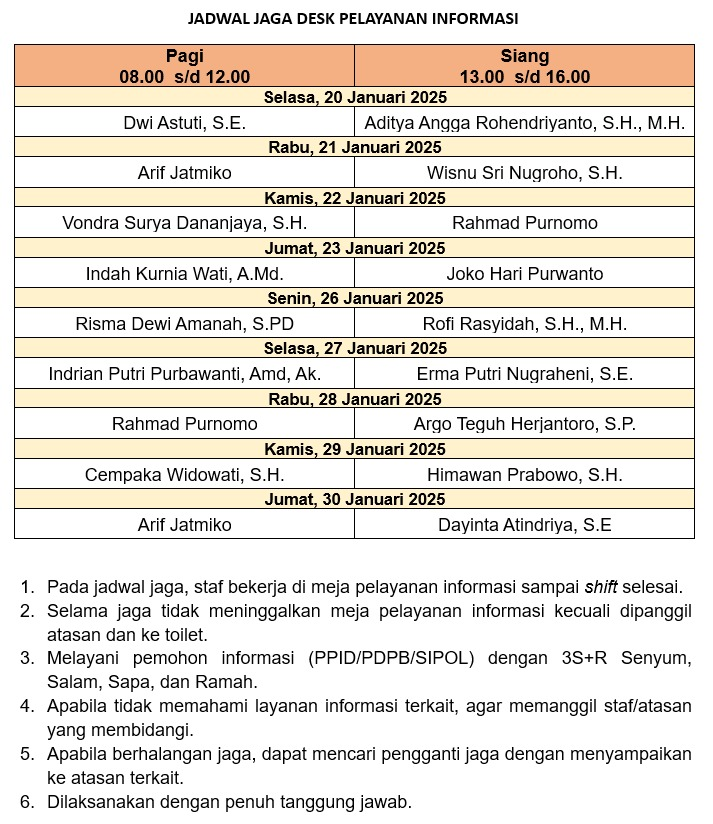 JADWAL JAGA DESK PELAYANAN INFORMASI
Pagi
08.00 s/d 12.00
Siang
13.00 s/d 16.00
Selasa, 20 Januari 2025
Dwi Astuti, S.E.
Aditya Angga Rohendriyanto, S.H., M.H.
Rabu, 21 Januari 2025
Arif Jatmiko
Wisnu Sri Nugroho, S.H.
Kamis, 22 Januari 2025
Vondra Surya Dananjaya, S.H.
Rahmad Purnomo
Jumat, 23 Januari 2025
Indah Kurnia Wati, A.Md.
Joko Hari Purwanto
Senin, 26 Januari 2025
Risma Dewi Amanah, S.PD
Rofi Rasyidah, S.H., M.H.
Selasa, 27 Januari 2025
Indrian Putri Purbawanti, Amd, Ak.
Erma Putri Nugraheni, S.E.
Rabu, 28 Januari 2025
Rahmad Purnomo
Argo Teguh Herjantoro, S.P.
Kamis, 29 Januari 2025
Cempaka Widowati, S.H.
Himawan Prabowo, S.H.
Jumat, 30 Januari 2025
Arif Jatmiko
Dayinta Atindriya, S.E
1. Pada jadwal jaga, staf bekerja di meja pelayanan informasi sampai shift selesai.
2. Selama jaga tidak meninggalkan meja pelayanan informasi kecuali dipanggil
atasan dan ke toilet.
3. Melayani pemohon informasi (PPID/PDPB/SIPOL) dengan 3S+R Senyum,
Salam, Sapa, dan Ramah.
4. Apabila tidak memahami layanan informasi terkait, agar memanggil staf/atasan
yang membidangi.
5. Apabila berhalangan jaga, dapat mencari pengganti jaga dengan menyampaikan
ke atasan terkait.
6. Dilaksanakan dengan penuh tanggung jawab.